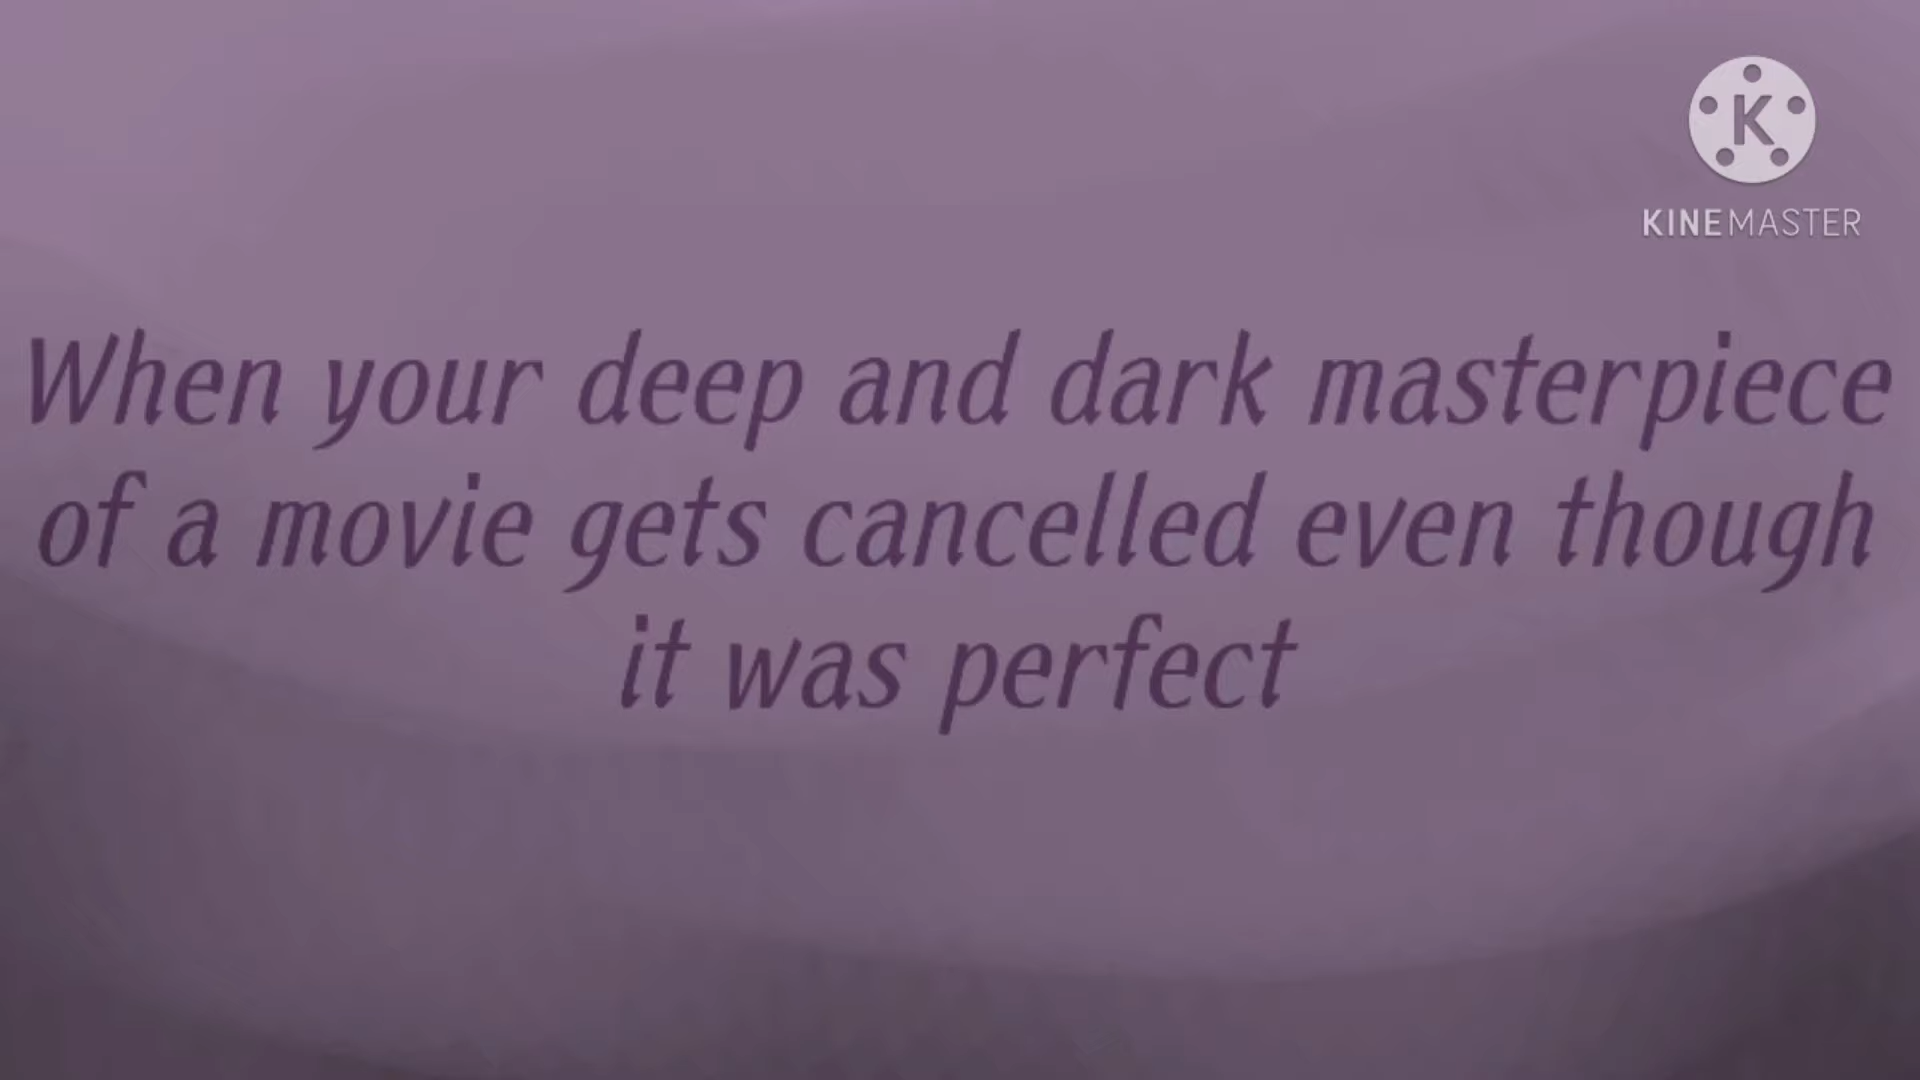 K
KINEMASTER
When your deep and dark masterpiece
of a movie gets cancelled even though
it was perfect